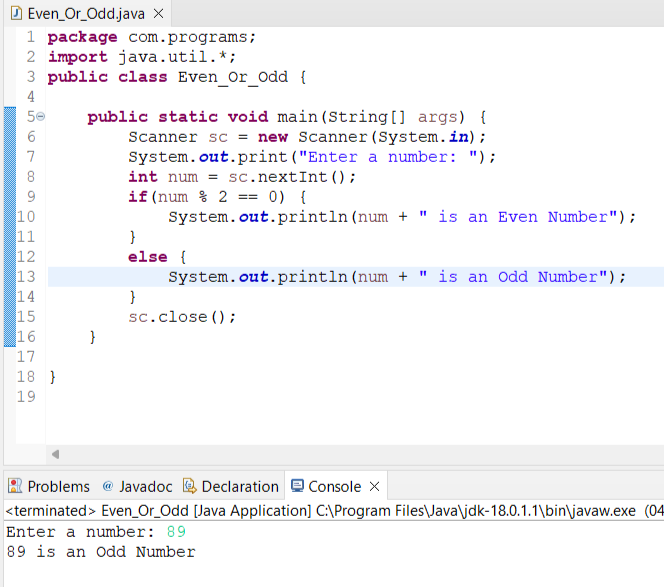 Even_Or_Odd.java ×
1 package com.programs;
2 import java.util.*;
3 public class Even_Or_Odd {
4
5 public static void main(String[] args) {
6 Scanner sc = new Scanner(System.in);
7 System.out.print("Enter a number: ");
8 int num = sc.nextInt();
9 if(num % 2 == 0) {
10 System.out.println(num + " is an Even Number");
11 }
12 else {
13 System.out.println(num + " is an Odd Number");
14 }
15 sc.close();
16 }
17
18 }
19
Problems @ Javadoc Declaration Console ×
<terminated> Even_Or_Odd [Java Application] C:\Program Files\Java\jdk-18.0.1.1\bin\javaw.exe (04
Enter a number: 89
89 is an Odd Number